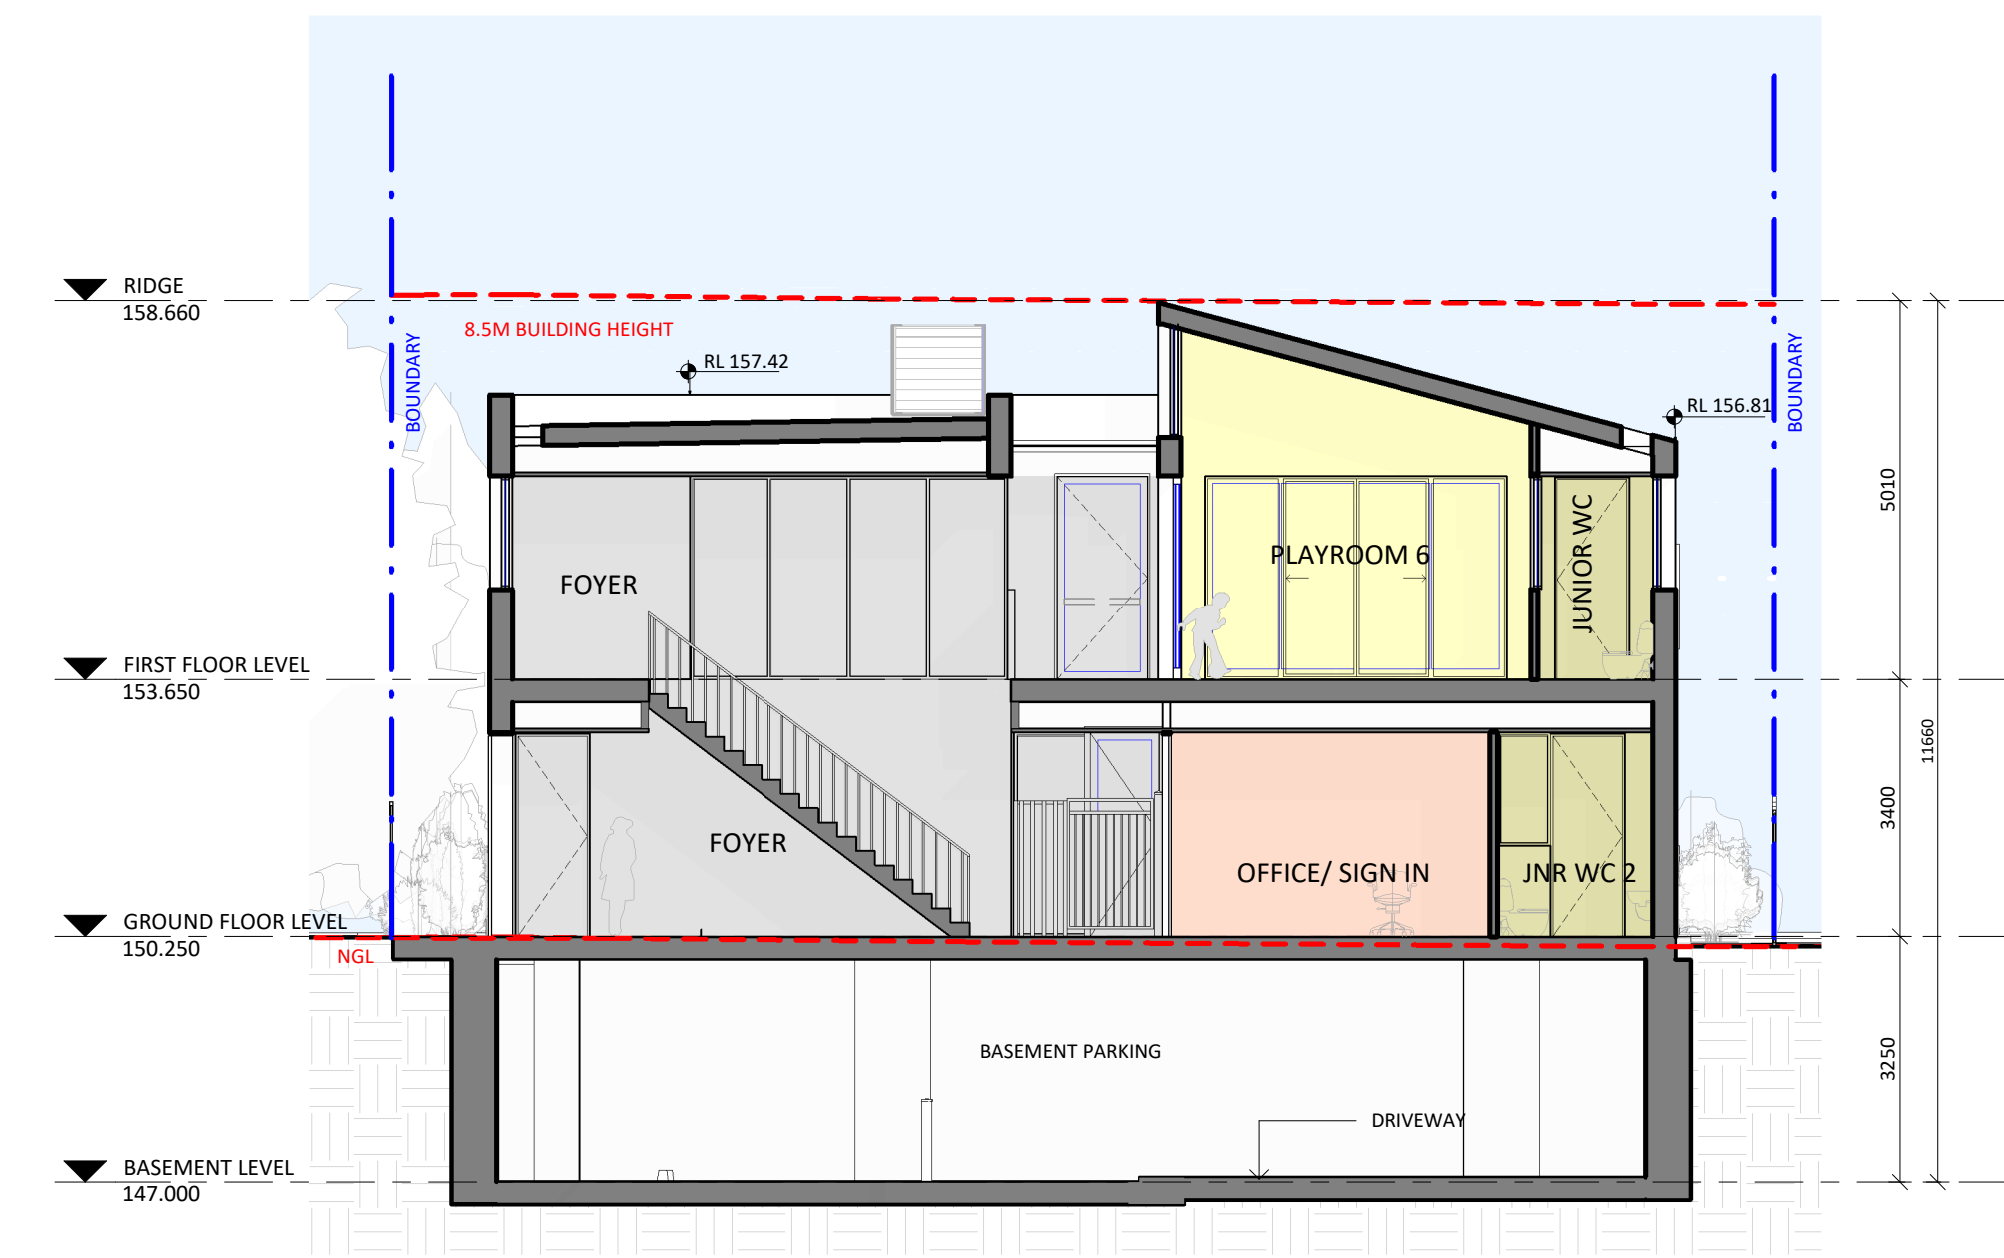 RIDGE
158.660
8.5M BUILDING HEIGHT
BOUNDARY
BOUNDARY
RL 157.42
RL 156.81
5010
PLAYROOM 6
JUNIOR WC
FOYER
FIRST FLOOR LEVEL
153.650
11660
3400
FOYER
OFFICE/ SIGN IN
JNR WC 2
GROUND FLOOR LEVEL
150.250
NGL
BASEMENT PARKING
3250
DRIVEWAY
BASEMENT LEVEL
147.000